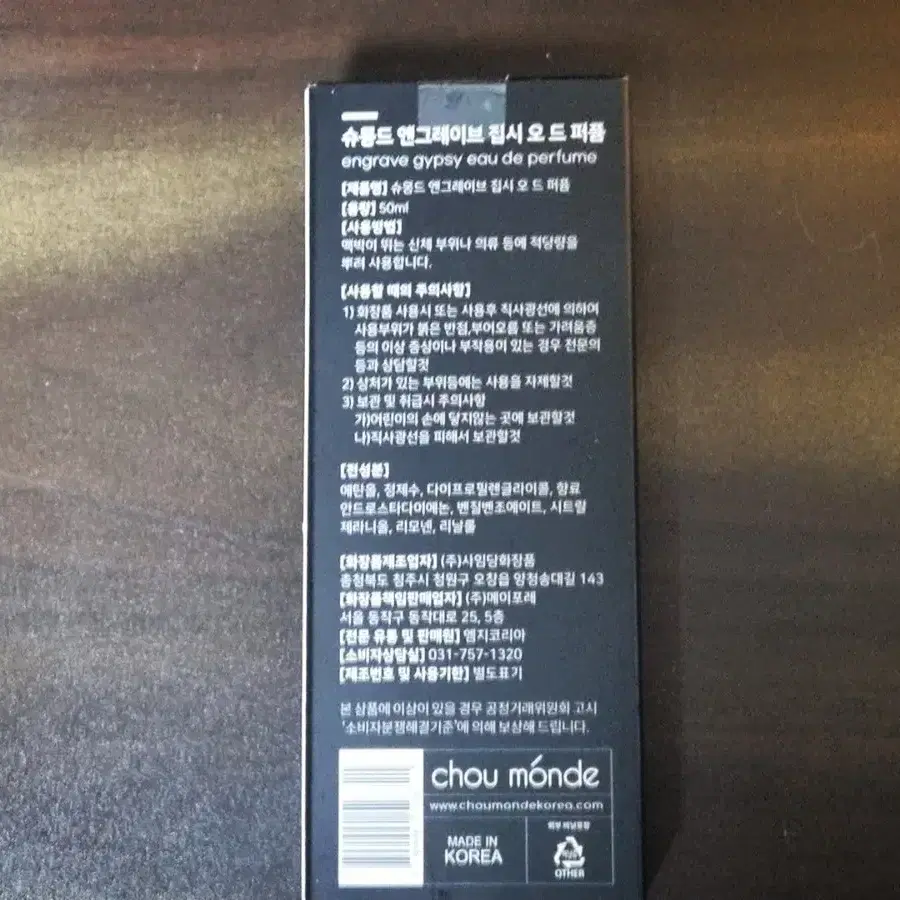 슈몽드 앤그레이브 집시 오 드 퍼퓸
engrave gypsy eau de perfume
[제품명] 슈몽드 앤그레이브 집시 오 드 퍼퓸
[용량] 50ml
[사용방법]
맥박이 뛰는 신체 부위나 의류 등에 적당량을
뿌려 사용합니다.
[사용할 때의 주의사항]
1) 화장품 사용시 또는 사용후 직사광선에 의하여
사용부위가 붉은 반점,부어오름 또는 가려움증
등의 이상 증상이나 부작용이 있는 경우 전문의
등과 상담할것
2) 상처가 있는 부위등에는 사용을 자제할것
3) 보관 및 취급시 주의사항
가)어린이의 손에 닿지않는 곳에 보관할것
나)직사광선을 피해서 보관할것
[전성분]
에탄올, 정제수, 다이프로필렌글라이콜, 향료
안드로스타다이에논, 벤질벤조에이트, 시트랄
제라니올, 리모넨, 리날룰
[화장품제조업자] (주)사임당화장품
충청북도 청주시 청원구 오창읍 양청송대길 143
[화장품책임판매업자] (주)메이포레
서울 동작구 동작대로 25, 5층
[전문 유통 및 판매원] 엠지코리아
[소비자상담실] 031-757-1320
[제조번호 및 사용기한] 별도표기
본 상품에 이상이 있을 경우 공정거래위원회 고시
'소비자분쟁해결기준'에 의해 보상해 드립니다.
chou mónde
www.choumondekorea.com
MADE IN
KOREA
OTHER